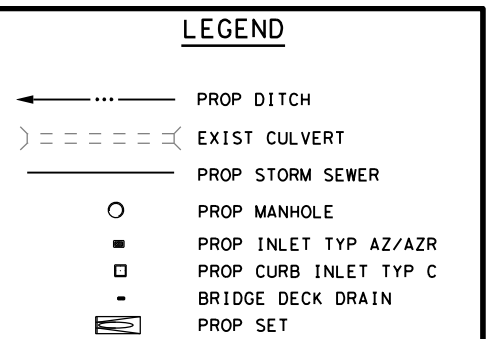 LEGEND
PROP DITCH
EXIST CULVERT
PROP STORM SEWER
PROP MANHOLE
PROP INLET TYP AZ/AZR
PROP CURB INLET TYP C
BRIDGE DECK DRAIN
PROP SET